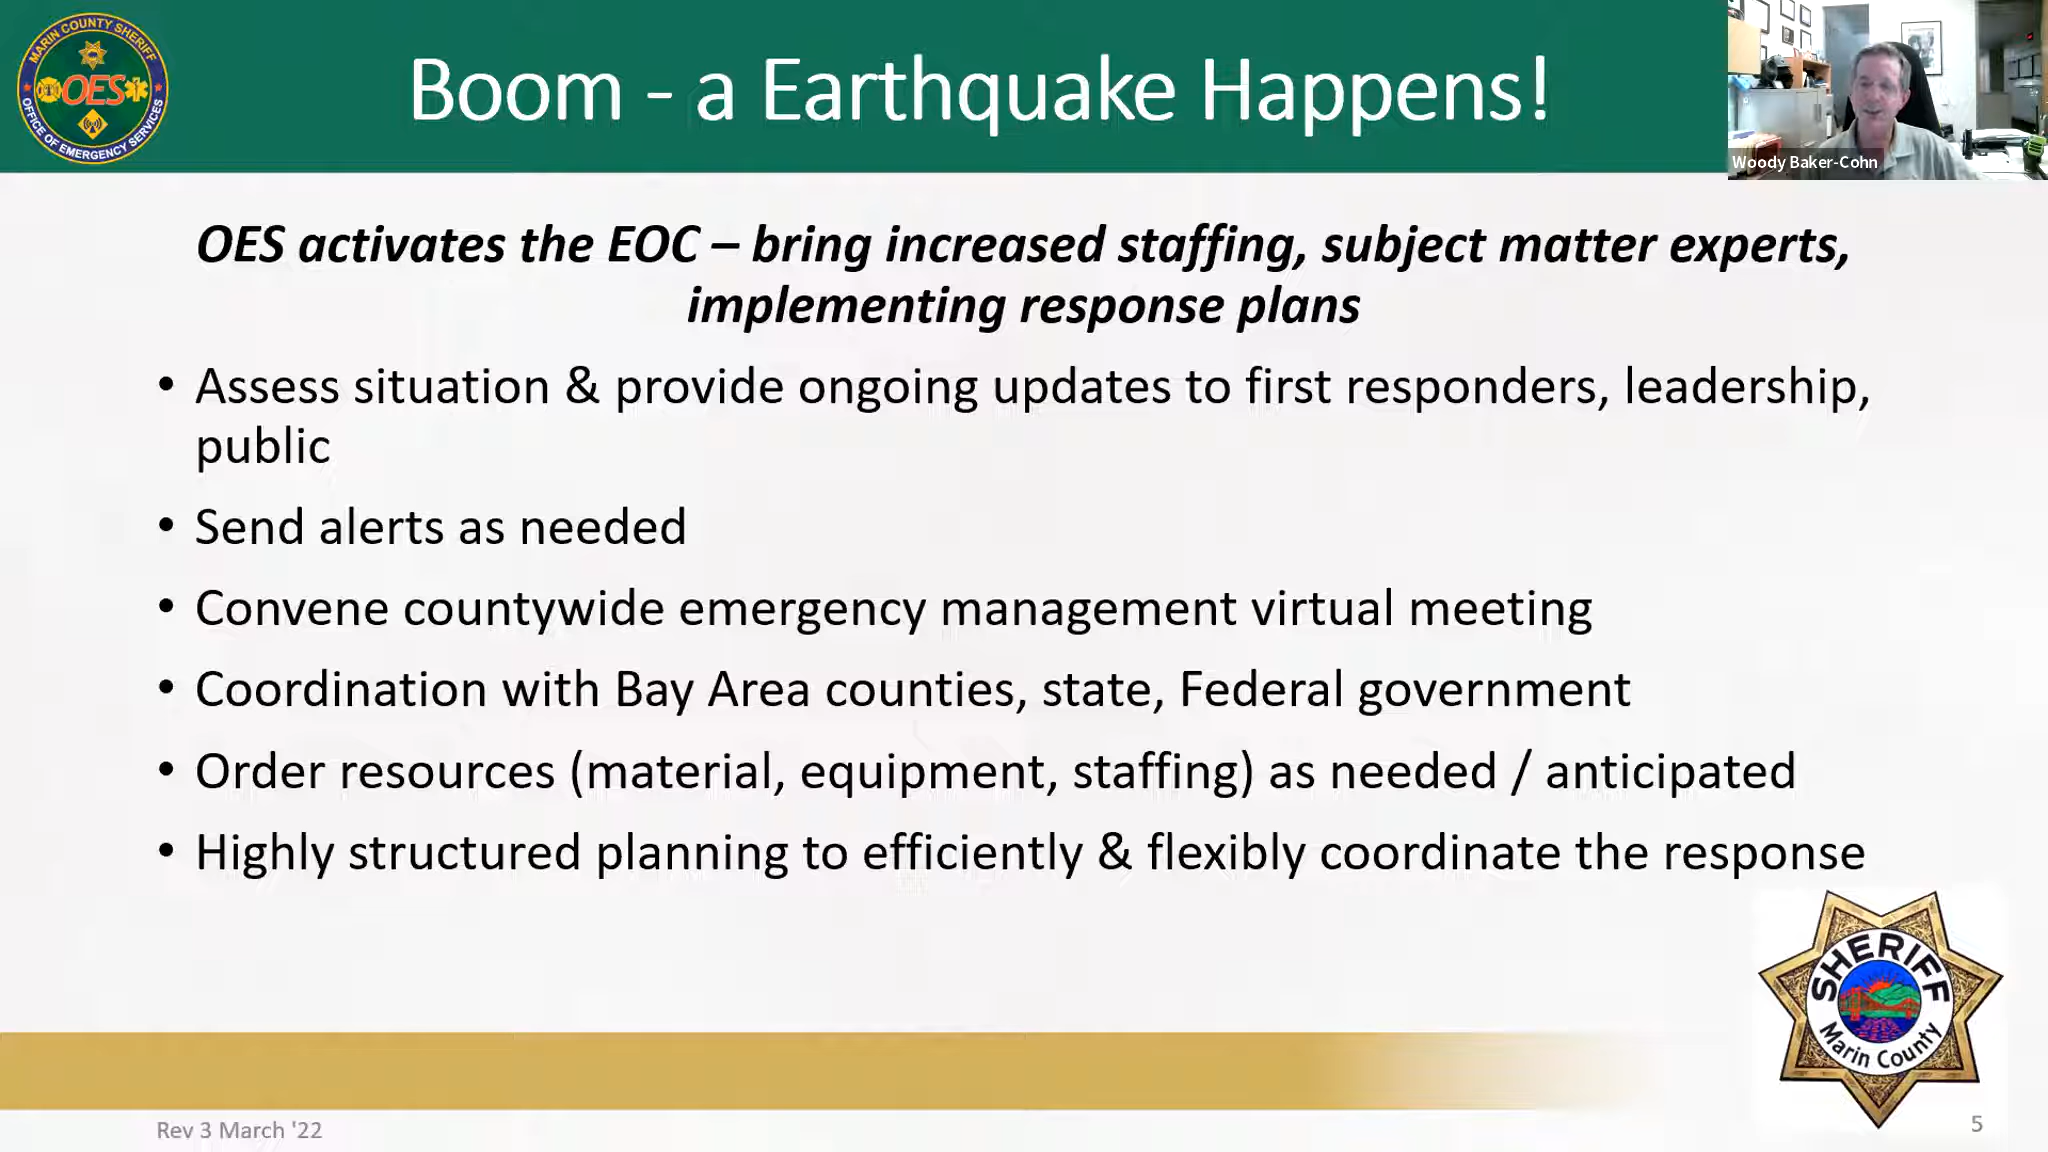 MARIN COUNTY SHERIFF
OES
OFFICE OF EMERGENCY SERVICES
Boom - a Earthquake Happens!
Woody Baker-Cohn
OES activates the EOC – bring increased staffing, subject matter experts,
implementing response plans
• Assess situation & provide ongoing updates to first responders, leadership,
public
• Send alerts as needed
• Convene countywide emergency management virtual meeting
• Coordination with Bay Area counties, state, Federal government
• Order resources (material, equipment, staffing) as needed / anticipated
• Highly structured planning to efficiently & flexibly coordinate the response
SHERIFF
Marin County
Rev 3 March '22
5